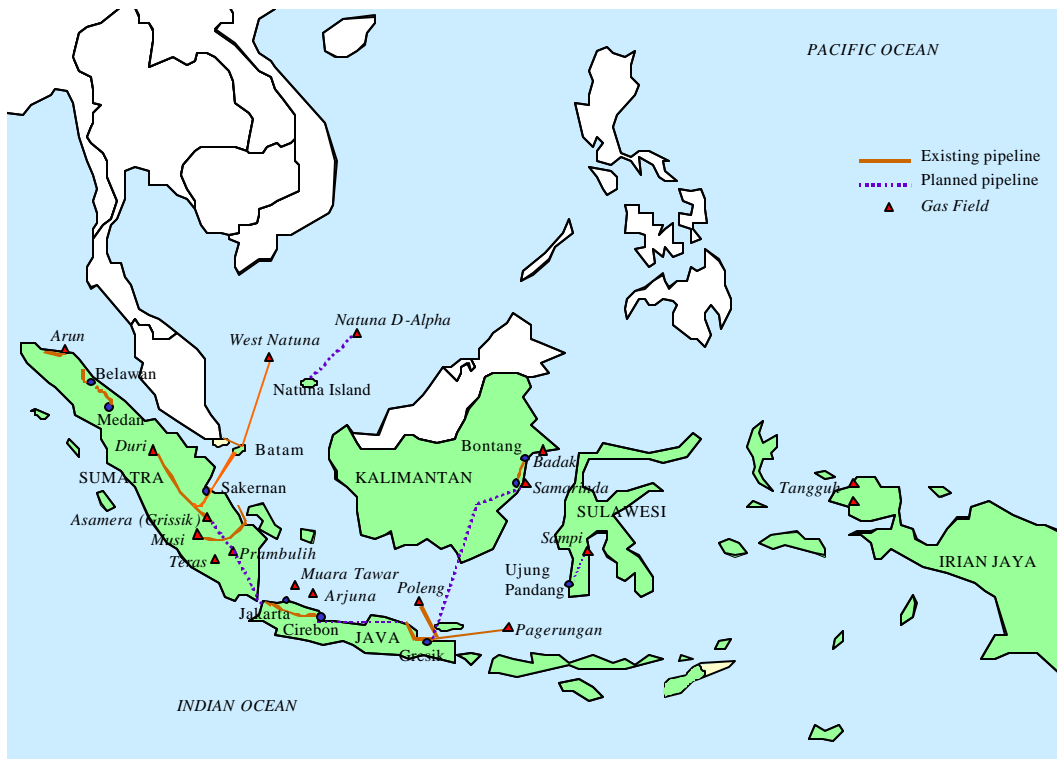 PACIFIC OCEAN
Existing pipeline
Planned pipeline
Gas Field
Natuna D-Alpha
Arun
West Natuna
Belawan
Natuna Island
Medan
Duri
Batam
Bontang
Badak
SUMATRA
Sakernan
KALIMANTAN
Samarinda
Tangguh
Asamera (Grissik)
SULAWESI
Musi
Prambulih
Sampi
Teras
IRIAN JAYA
Muara Tawar
Ujung
Pandang
Poleng
Arjuna
Jakarta
Cirebon
JAVA
Pagerungan
Gresik
INDIAN OCEAN